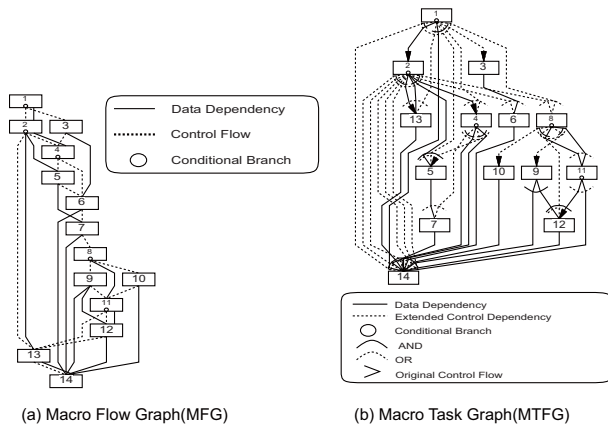 1
2
3
4
5
6
7
8
9
10
11
12
13
14
Data Dependency
Control Flow
Conditional Branch
(a) Macro Flow Graph(MFG)
1
2
3
13
4
6
8
5
10
9
11
7
12
14
Data Dependency
Extended Control Dependency
Conditional Branch
AND
OR
Original Control Flow
(b) Macro Task Graph(MTFG)